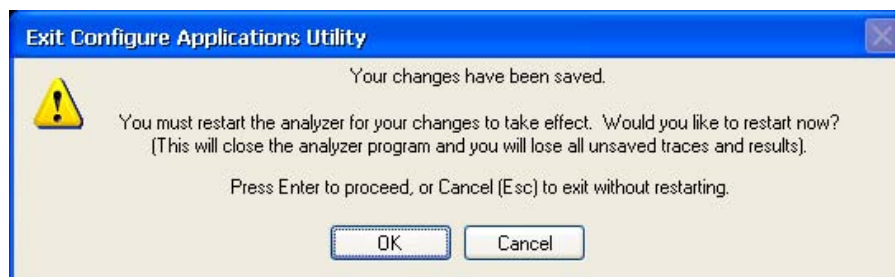 Exit Configure Applications Utility
Your changes have been saved.
You must restart the analyzer for your changes to take effect.  Would you like to restart now?
(This will close the analyzer program and you will lose all unsaved traces and results).
Press Enter to proceed, or Cancel (Esc) to exit without restarting.
OK
Cancel